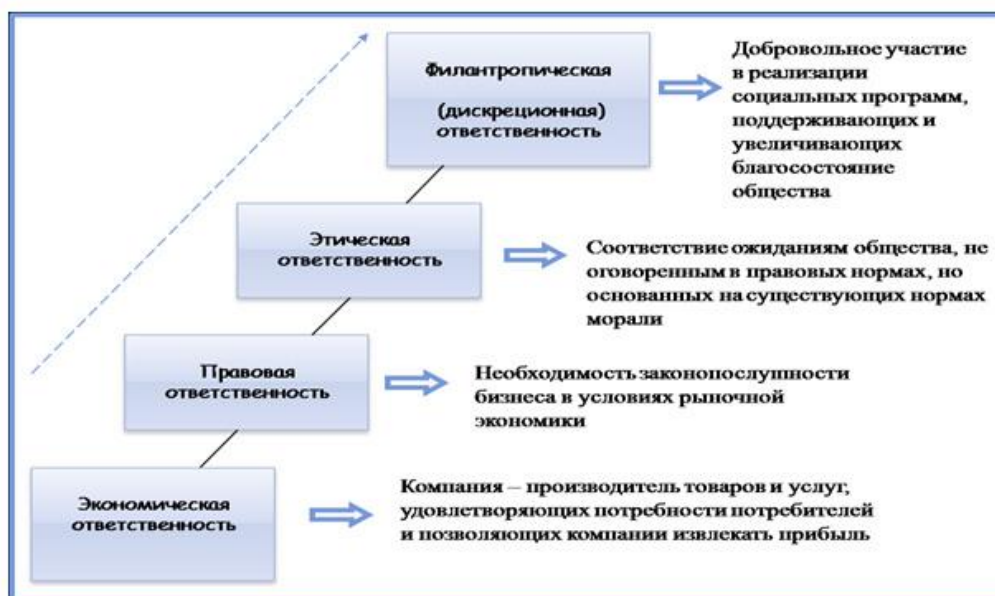 Филантропическая
(дискреционная)
ответственность
Добровольное участие
в реализации
социальных программ,
поддерживающих и
увеличивающих
благосостояние
общества
Этическая
ответственность
Соответствие ожиданиям общества, не
оговоренным в правовых нормах, но
основанных на существующих нормах
морали
Правовая
ответственность
Необходимость законопослушности
бизнеса в условиях рыночной
экономики
Экономическая
ответственность
Компания – производитель товаров и услуг,
удовлетворяющих потребности потребителей
и позволяющих компании извлекать прибыль